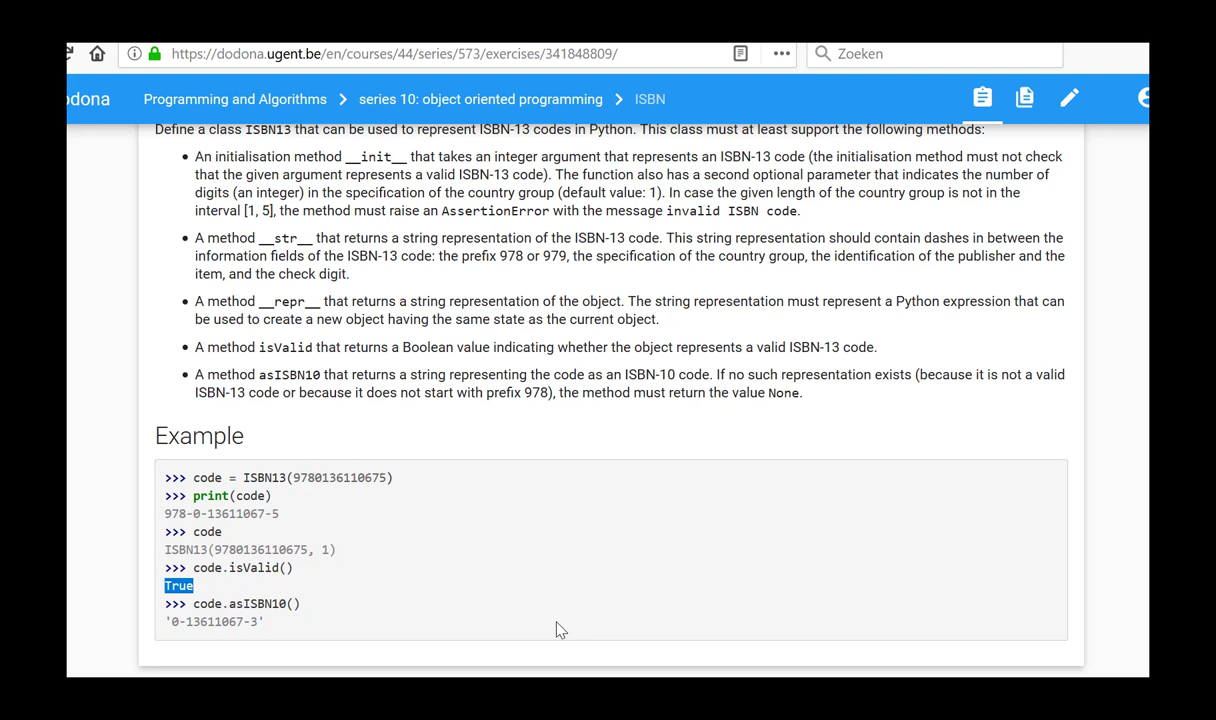 https://dodona.ugent.be/en/courses/44/series/573/exercises/341848809/
Zoeken
dodona Programming and Algorithms series 10: object oriented programming ISBN
Define a class ISBN13 that can be used to represent ISBN-13 codes in Python. This class must at least support the following methods:
• An initialisation method __init__ that takes an integer argument that represents an ISBN-13 code (the initialisation method must not check
that the given argument represents a valid ISBN-13 code). The function also has a second optional parameter that indicates the number of
digits (an integer) in the specification of the country group (default value: 1). In case the given length of the country group is not in the
interval [1, 5], the method must raise an AssertionError with the message invalid ISBN code.
• A method __str__ that returns a string representation of the ISBN-13 code. This string representation should contain dashes in between the
information fields of the ISBN-13 code: the prefix 978 or 979, the specification of the country group, the identification of the publisher and the
item, and the check digit.
• A method __repr__ that returns a string representation of the object. The string representation must represent a Python expression that can
be used to create a new object having the same state as the current object.
• A method isValid that returns a Boolean value indicating whether the object represents a valid ISBN-13 code.
• A method asISBN10 that returns a string representing the code as an ISBN-10 code. If no such representation exists (because it is not a valid
ISBN-13 code or because it does not start with prefix 978), the method must return the value None.
Example
>>> code = ISBN13(9780136110675)
>>> print(code)
978-0-13611067-5
>>> code
ISBN13(9780136110675, 1)
>>> code.isValid()
True
>>> code.asISBN10()
'0-13611067-3'